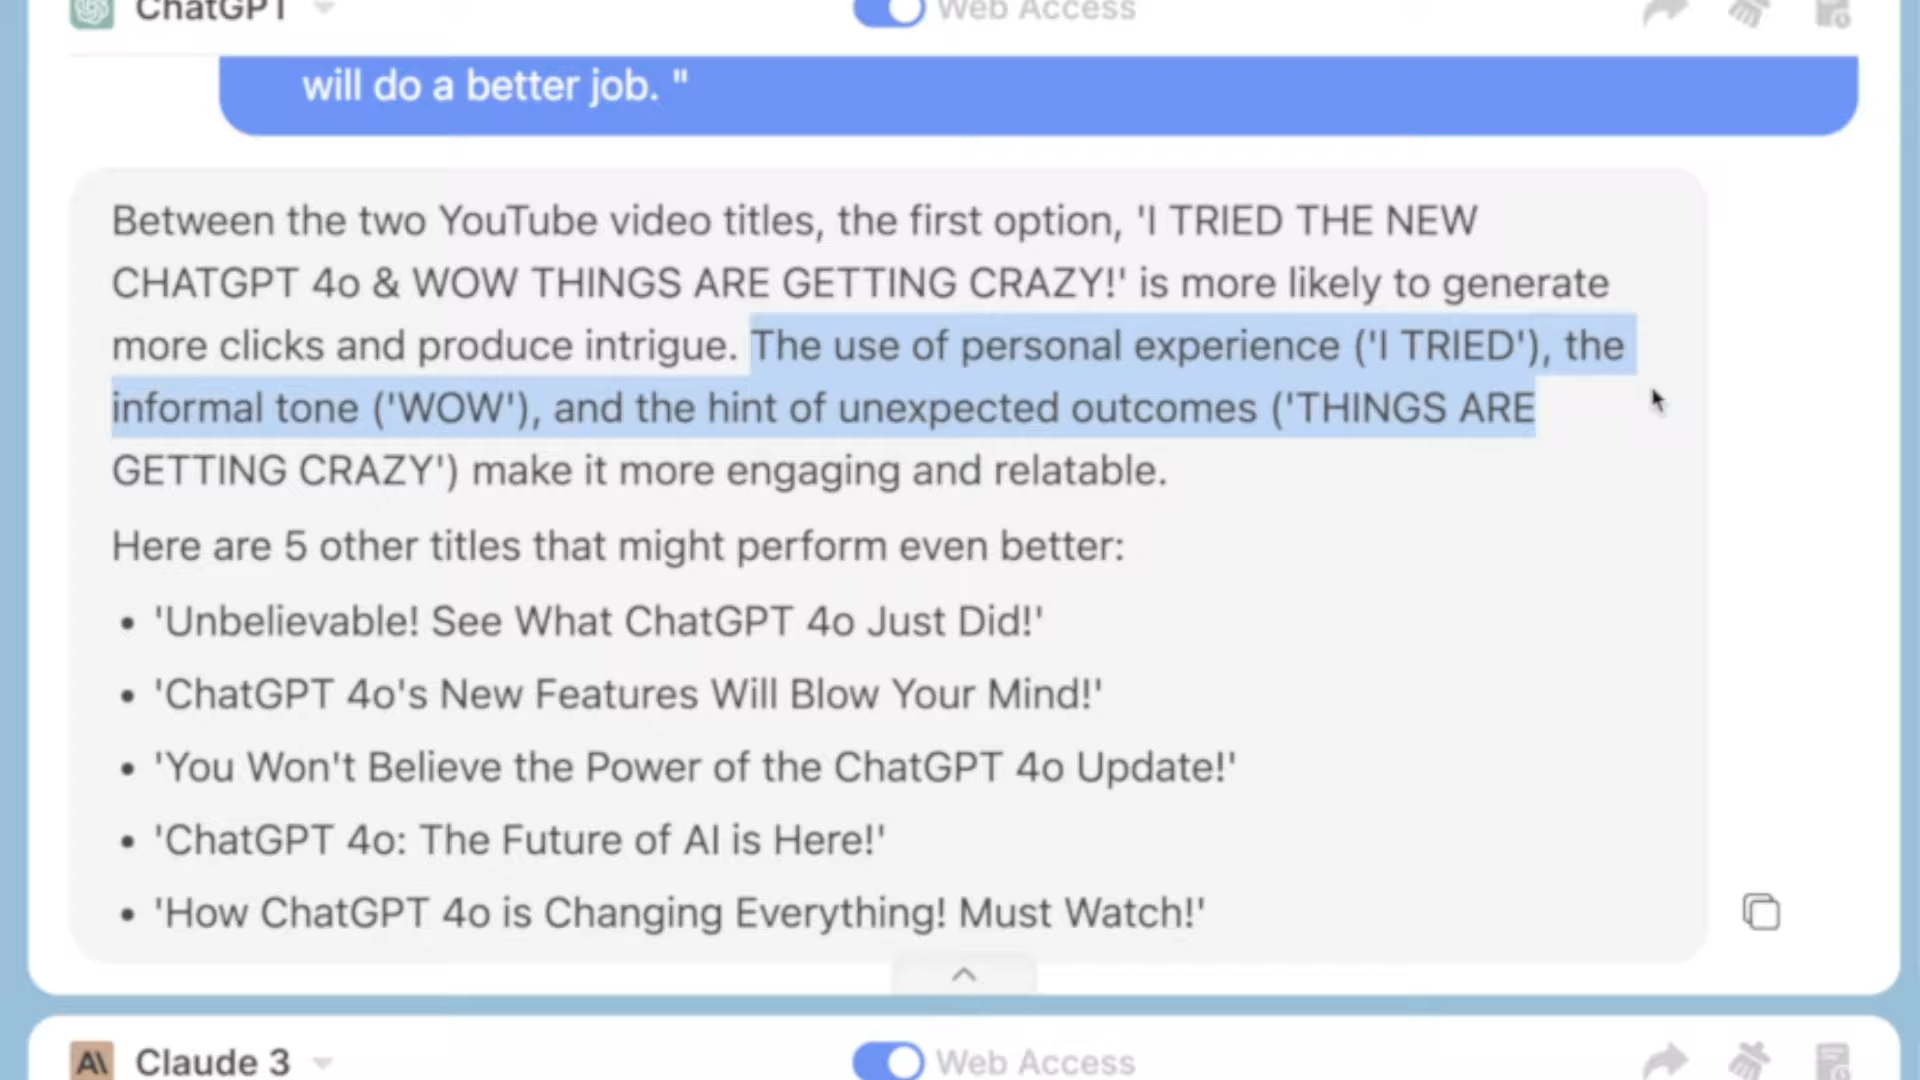 ChatGPT
Web Access
will do a better job. "
Between the two YouTube video titles, the first option, 'I TRIED THE NEW
CHATGPT 4o & WOW THINGS ARE GETTING CRAZY!' is more likely to generate
more clicks and produce intrigue. The use of personal experience ('I TRIED'), the
informal tone ('WOW'), and the hint of unexpected outcomes ('THINGS ARE
GETTING CRAZY') make it more engaging and relatable.
Here are 5 other titles that might perform even better:
• 'Unbelievable! See What ChatGPT 4o Just Did!'
• 'ChatGPT 4o's New Features Will Blow Your Mind!'
• 'You Won't Believe the Power of the ChatGPT 4o Update!'
• 'ChatGPT 4o: The Future of AI is Here!'
• 'How ChatGPT 4o is Changing Everything! Must Watch!'
A\ Claude 3
Web Access